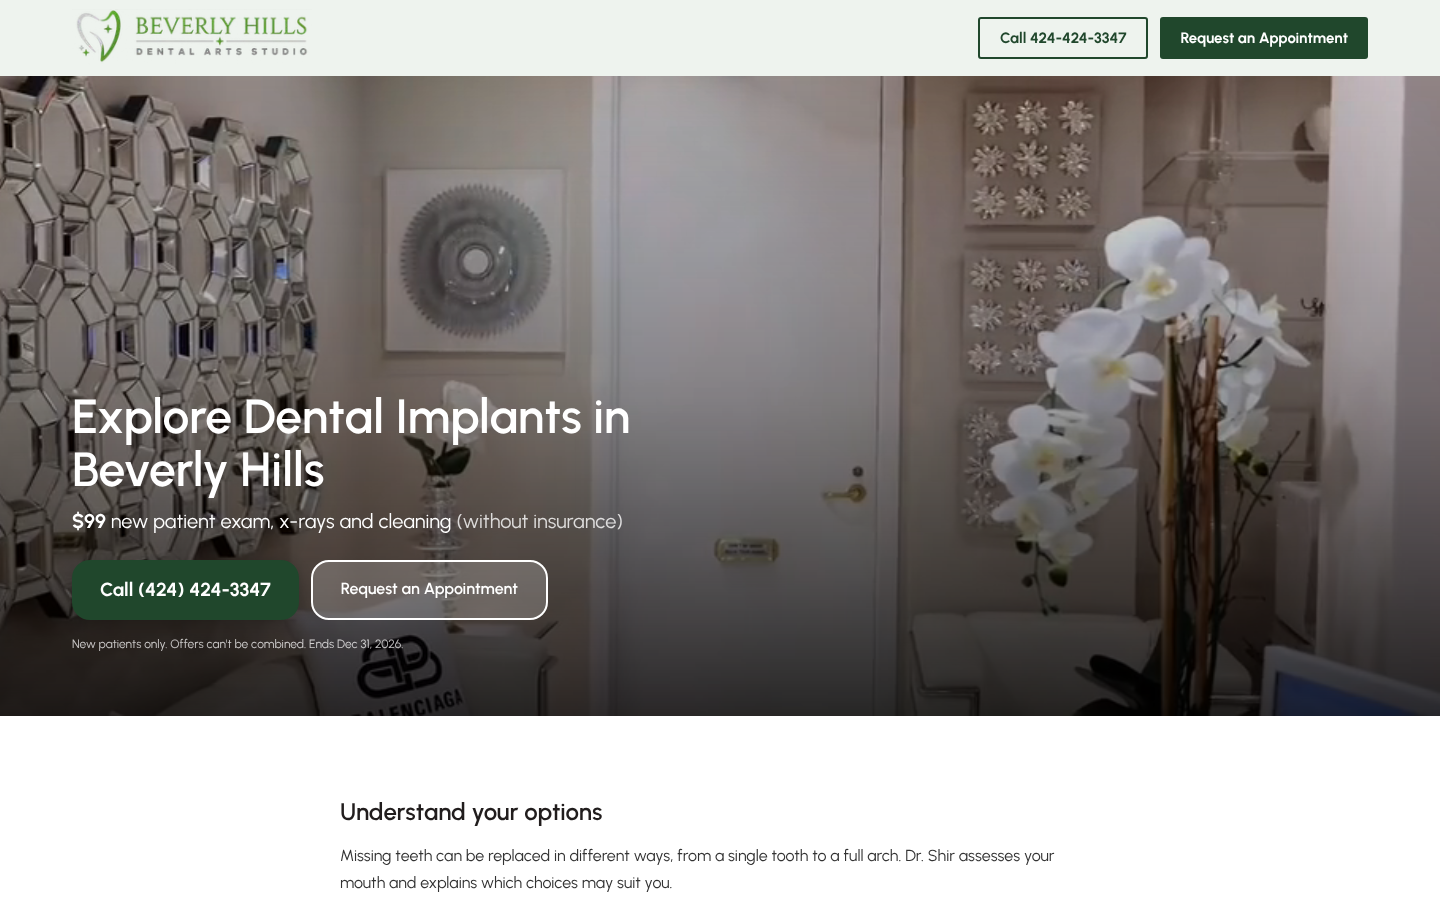 BEVERLY HILLS
DENTAL ARTS STUDIO
Call 424-424-3347
Request an Appointment
Explore Dental Implants in
Beverly Hills
$99 new patient exam, x-rays and cleaning (without insurance)
Call (424) 424-3347
Request an Appointment
New patients only. Offers can't be combined. Ends Dec 31, 2026.
BALENCIAGA
Understand your options
Missing teeth can be replaced in different ways, from a single tooth to a full arch. Dr. Shir assesses your
mouth and explains which choices may suit you.